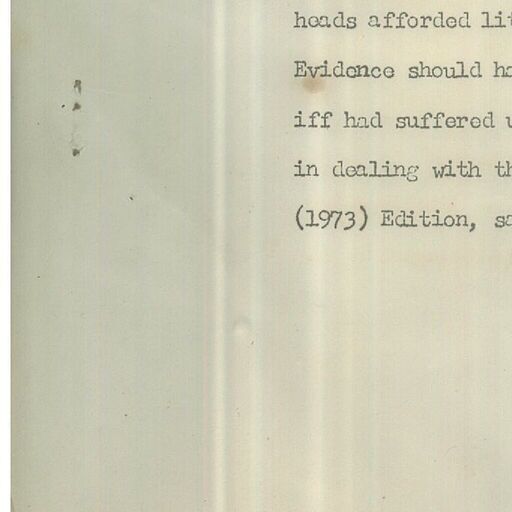 heads afforded lit
Evidence should ha
iff had suffered u
in dealing with th
(1973) Edition, sa